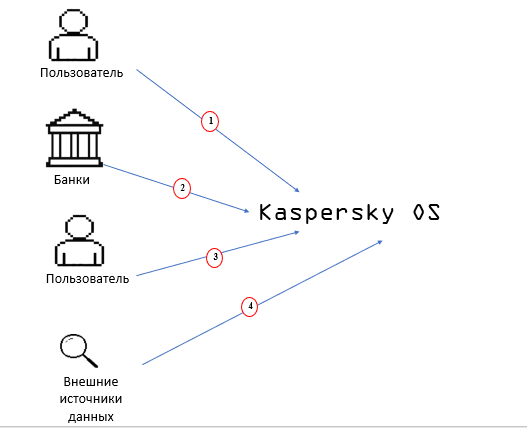 Пользователь
1
Банки
2
Kaspersky OS
Пользователь
3
4
Внешние
источники
данных